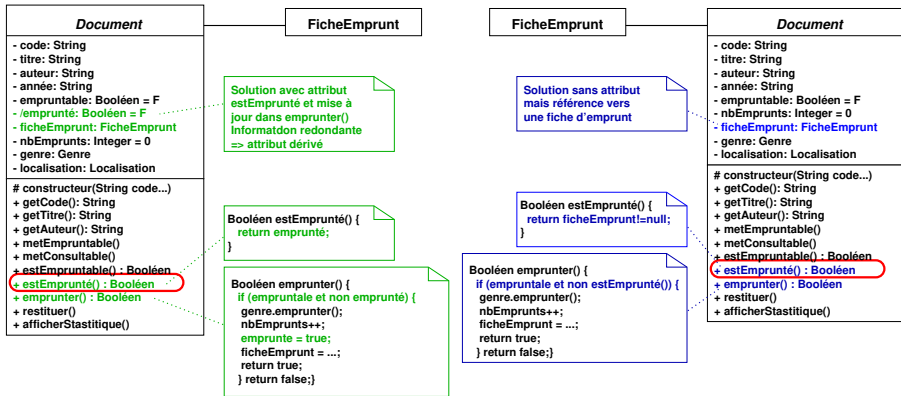 Document
- code: String
- titre: String
- auteur: String
- année: String
- empruntable: Booléen = F
- /emprunté: Booléen = F
- ficheEmprunt: FicheEmprunt
- nbEmprunts: Integer = 0
- genre: Genre
- localisation: Localisation
# constructeur(String code...)
+ getCode(): String
+ getTitre(): String
+ getAuteur(): String
+ metEmpruntable()
+ metConsultable()
+ estEmpruntable() : Booléen
+ estEmprunté() : Booléen
+ emprunter() : Booléen
+ restituer()
+ afficherStastitique()
FicheEmprunt
Solution avec attribut
estEmprunté et mise à
jour dans emprunter()
Informatdon redondante
=> attribut dérivé
Booléen estEmprunté() {
return emprunté;
}
Booléen emprunter() {
if (empruntale et non emprunté) {
genre.emprunter();
nbEmprunts++;
emprunte = true;
ficheEmprunt = ...;
return true;
} return false;}
FicheEmprunt
Solution sans attribut
mais référence vers
une fiche d'emprunt
Booléen estEmprunté() {
return ficheEmprunt!=null;
}
Booléen emprunter() {
if (empruntale et non estEmprunté()) {
genre.emprunter();
nbEmprunts++;
ficheEmprunt = ...;
return true;
} return false;}
Document
- code: String
- titre: String
- auteur: String
- année: String
- empruntable: Booléen = F
- nbEmprunts: Integer = 0
- ficheEmprunt: FicheEmprunt
- genre: Genre
- localisation: Localisation
# constructeur(String code...)
+ getCode(): String
+ getTitre(): String
+ getAuteur(): String
+ metEmpruntable()
+ metConsultable()
+ estEmpruntable() : Booléen
+ estEmprunté() : Booléen
+ emprunter() : Booléen
+ restituer()
+ afficherStastitique()